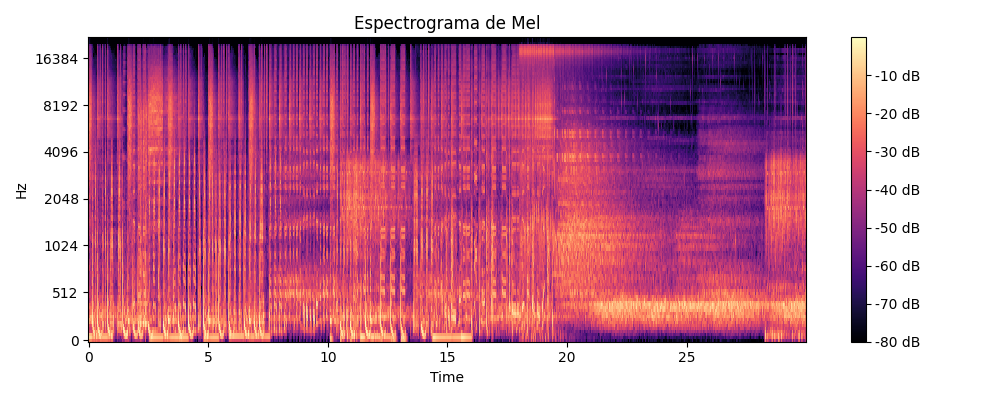 Espectrograma de Mel
Hz
16384
8192
4096
2048
1024
512
0
0 5 10 15 20 25
Time
-10 dB
-20 dB
-30 dB
-40 dB
-50 dB
-60 dB
-70 dB
-80 dB